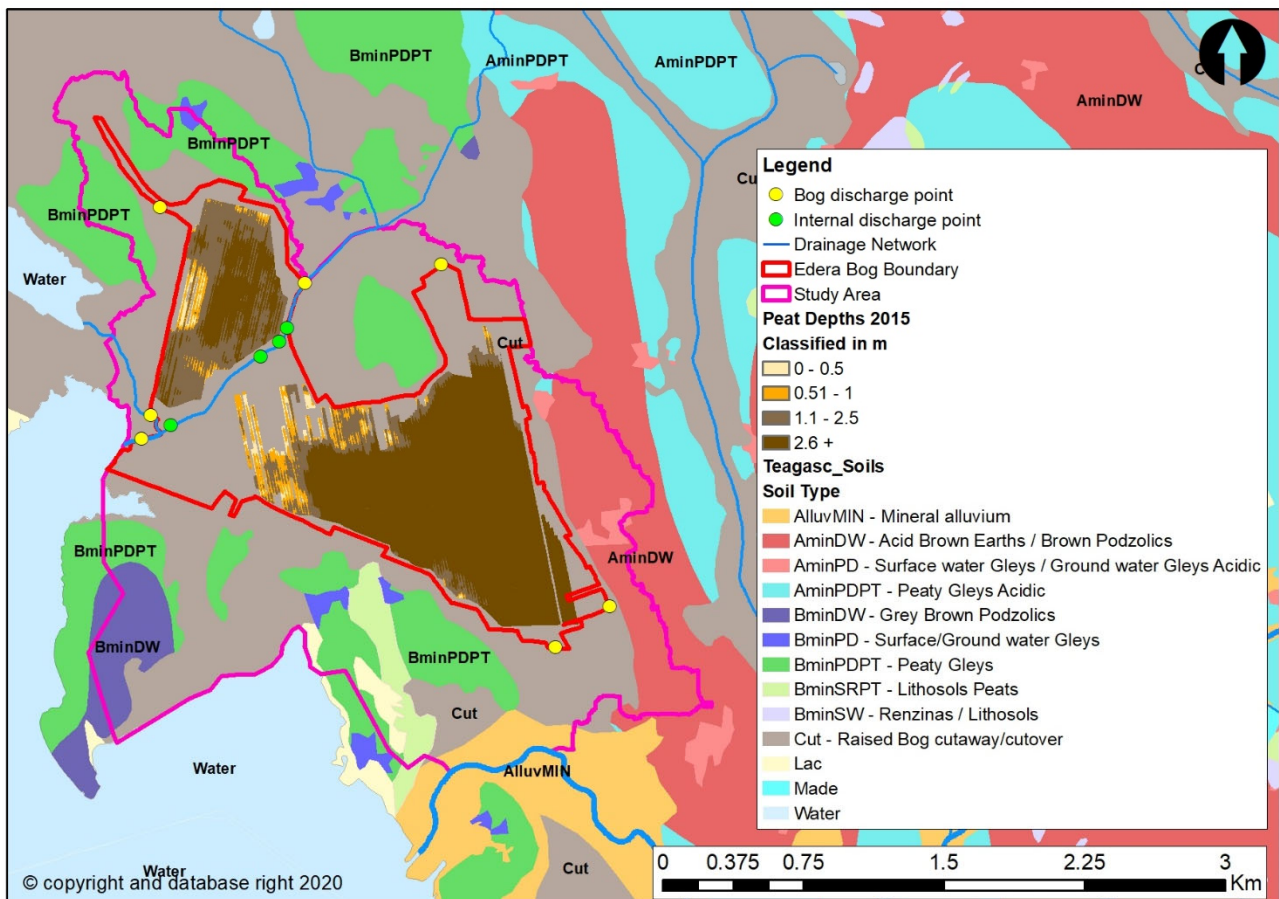 BminPDPT
AminPDPT
AminPDPT
AminDW
BminPDPT
BminPDPT
Water
Cut
BminPDPT
BminDW
AminDW
BminPDPT
Cut
Water
AlluvMIN
Water
Cut
Legend
Bog discharge point
Internal discharge point
Drainage Network
Edera Bog Boundary
Study Area
Peat Depths 2015
Classified in m
0 - 0.5
0.51 - 1
1.1 - 2.5
2.6 +
Teagasc_Soils
Soil Type
AlluvMIN - Mineral alluvium
AminDW - Acid Brown Earths / Brown Podzolics
AminPD - Surface water Gleys / Ground water Gleys Acidic
AminPDPT - Peaty Gleys Acidic
BminDW - Grey Brown Podzolics
BminPD - Surface/Ground water Gleys
BminPDPT - Peaty Gleys
BminSRPT - Lithosols Peats
BminSW - Renzinas / Lithosols
Cut - Raised Bog cutaway/cutover
Lac
Made
Water
0 0.375 0.75 1.5 2.25 3
Km
© copyright and database right 2020